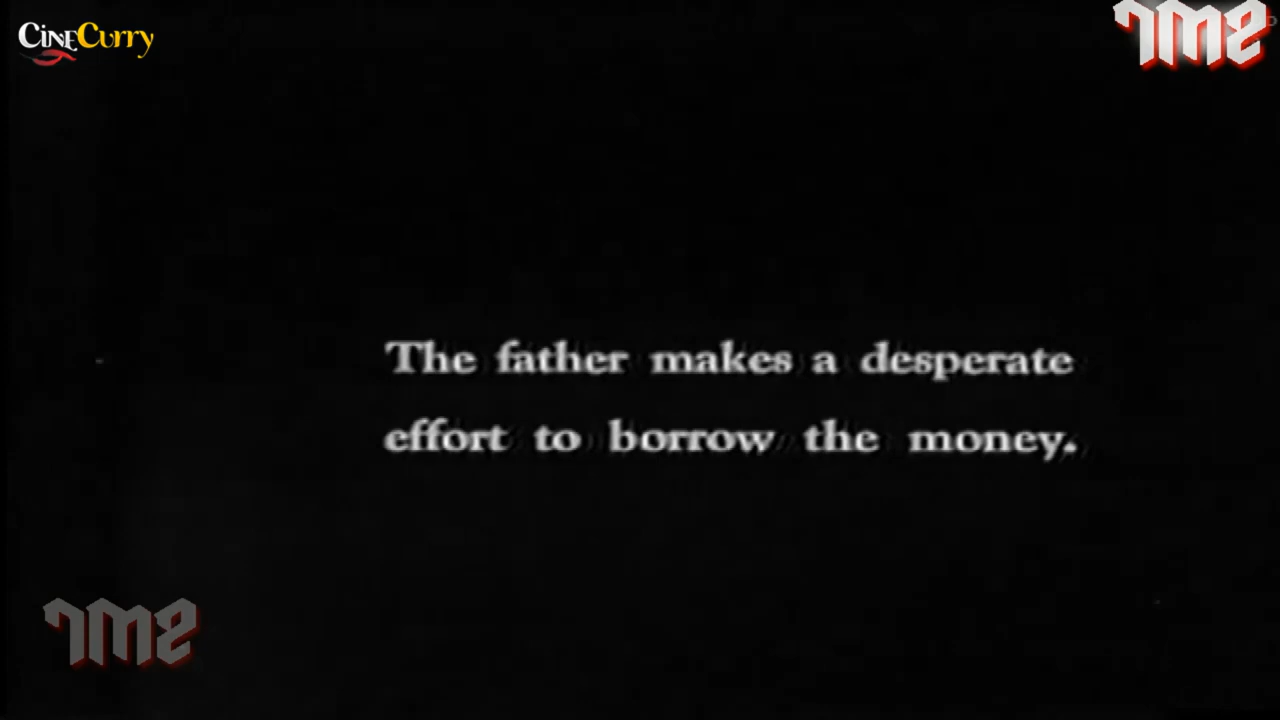 CineCurry
The father makes a desperate
effort to borrow the money.